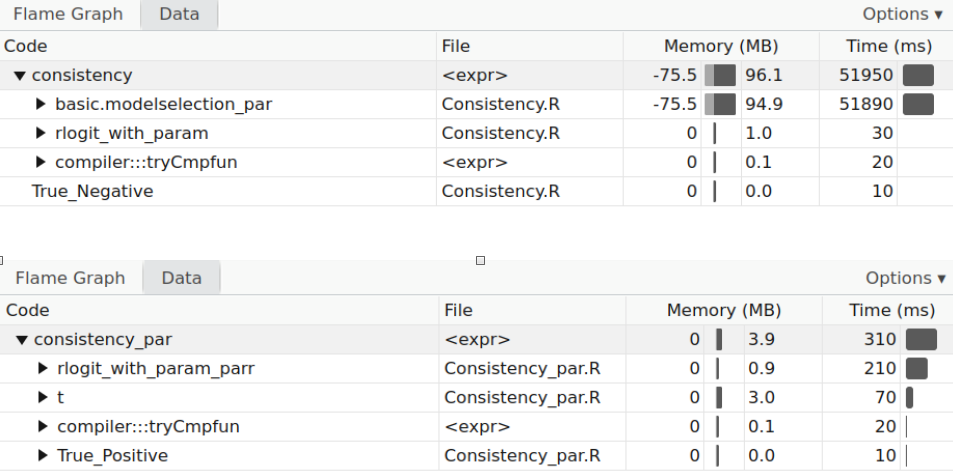 Flame Graph Data Options ▾
Code File Memory (MB) Time (ms)
▼ consistency <expr> -75.5 96.1 51950
▶ basic.modelselection_par Consistency.R -75.5 94.9 51890
▶ rlogit_with_param Consistency.R 0 1.0 30
▶ compiler:::tryCmpfun <expr> 0 0.1 20
True_Negative Consistency.R 0 0.0 10
Flame Graph Data Options ▾
Code File Memory (MB) Time (ms)
▼ consistency_par <expr> 0 3.9 310
▶ rlogit_with_param_parr Consistency_par.R 0 0.9 210
▶ t Consistency_par.R 0 3.0 70
▶ compiler:::tryCmpfun <expr> 0 0.1 20
▶ True_Positive Consistency_par.R 0 0.0 10